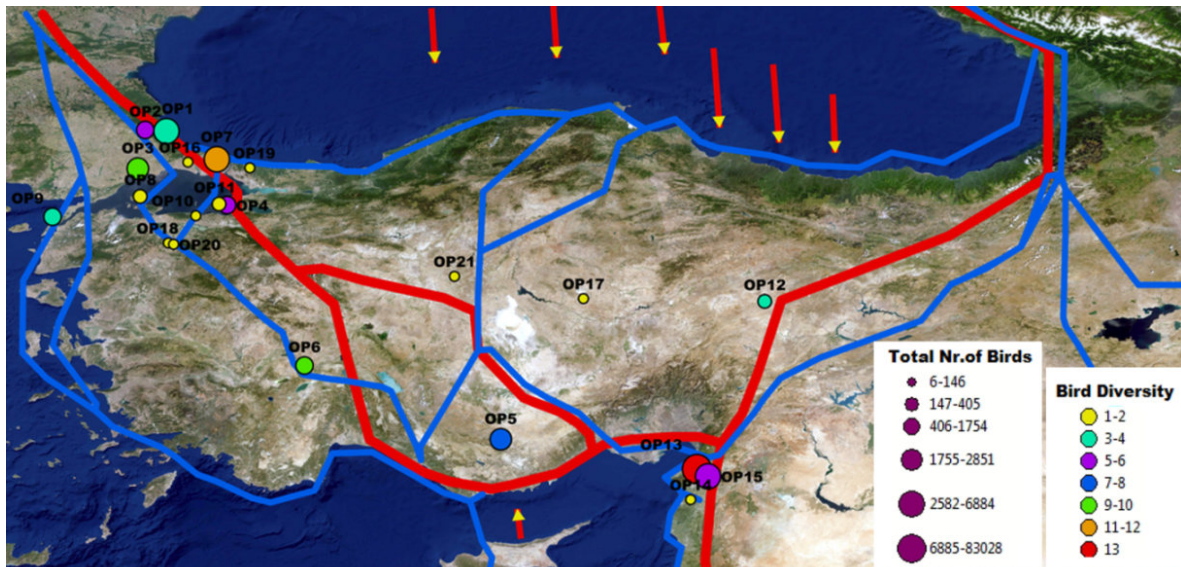 OP2 OP1
OP3 OP16 OP7
OP19
OP8
OP9 OP10 OP11 OP4
OP18 OP20
OP21 OP17 OP12
OP6
OP5
OP13
OP14 OP15
Total Nr.of Birds
6-146
147-405
406-1754
1755-2851
2582-6884
6885-83028
Bird Diversity
1-2
3-4
5-6
7-8
9-10
11-12
13